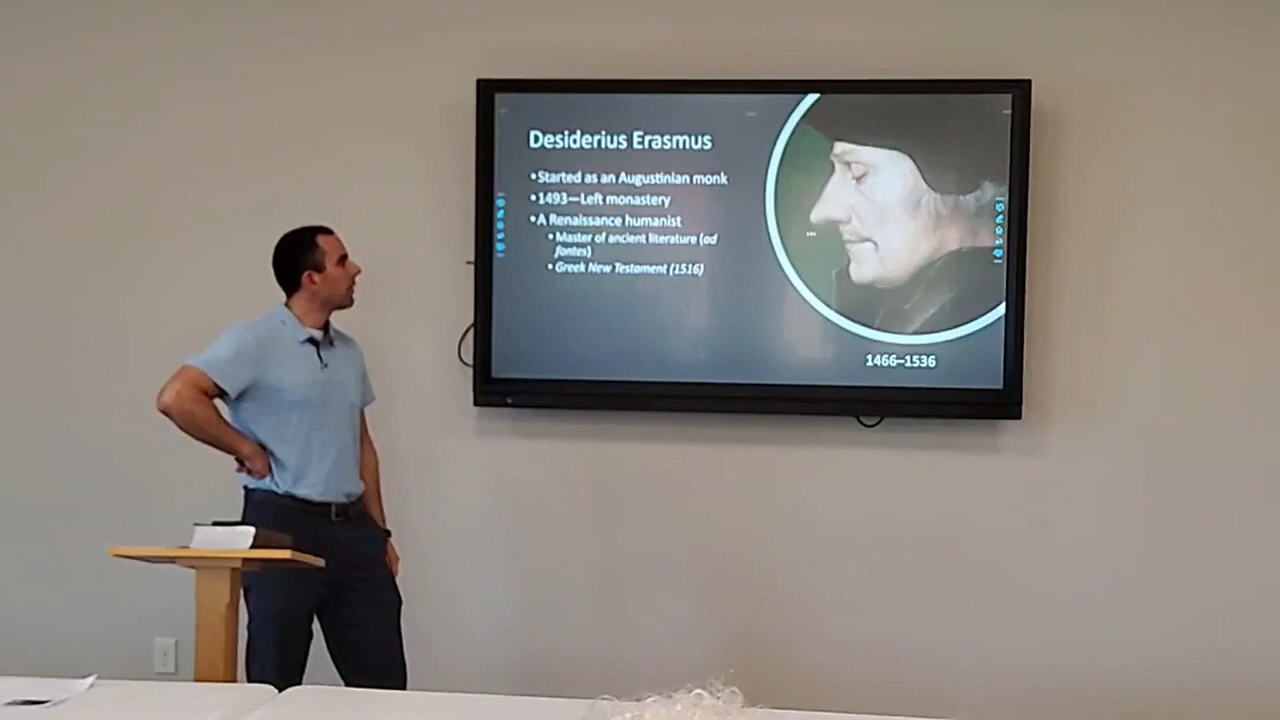 Desiderius Erasmus
•Started as an Augustinian monk
•1493—Left monastery
•A Renaissance humanist
•Master of ancient literature (ad
fontes)
•Greek New Testament (1516)
1466–1536